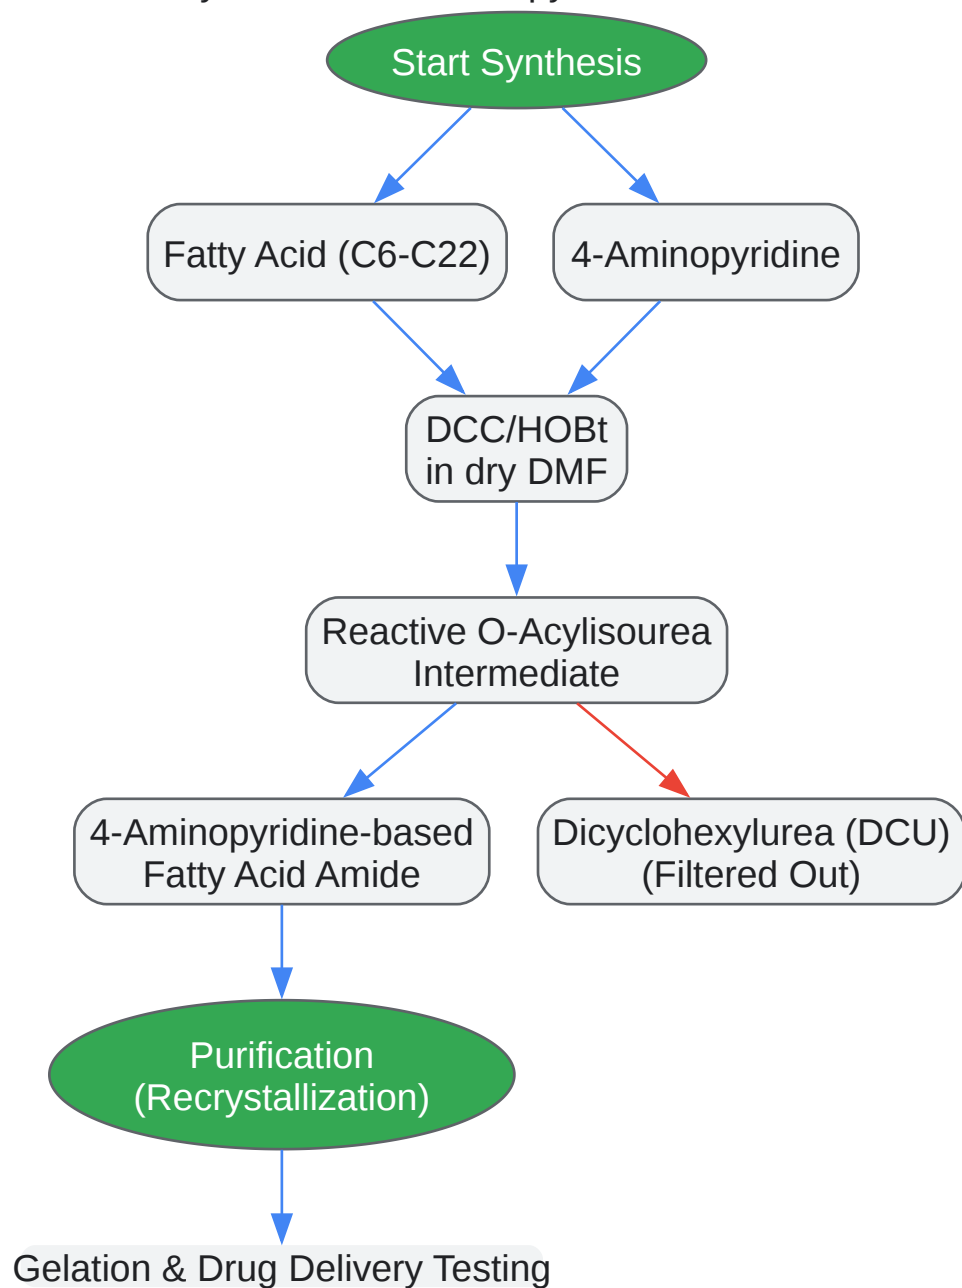 Start Synthesis
Fatty Acid (C6-C22)
4-Aminopyridine
DCC/HOBt
in dry DMF
Reactive O-Acylisourea
Intermediate
4-Aminopyridine-based
Fatty Acid Amide
Dicyclohexylurea (DCU)
(Filtered Out)
Purification
(Recrystallization)
Gelation & Drug Delivery Testing